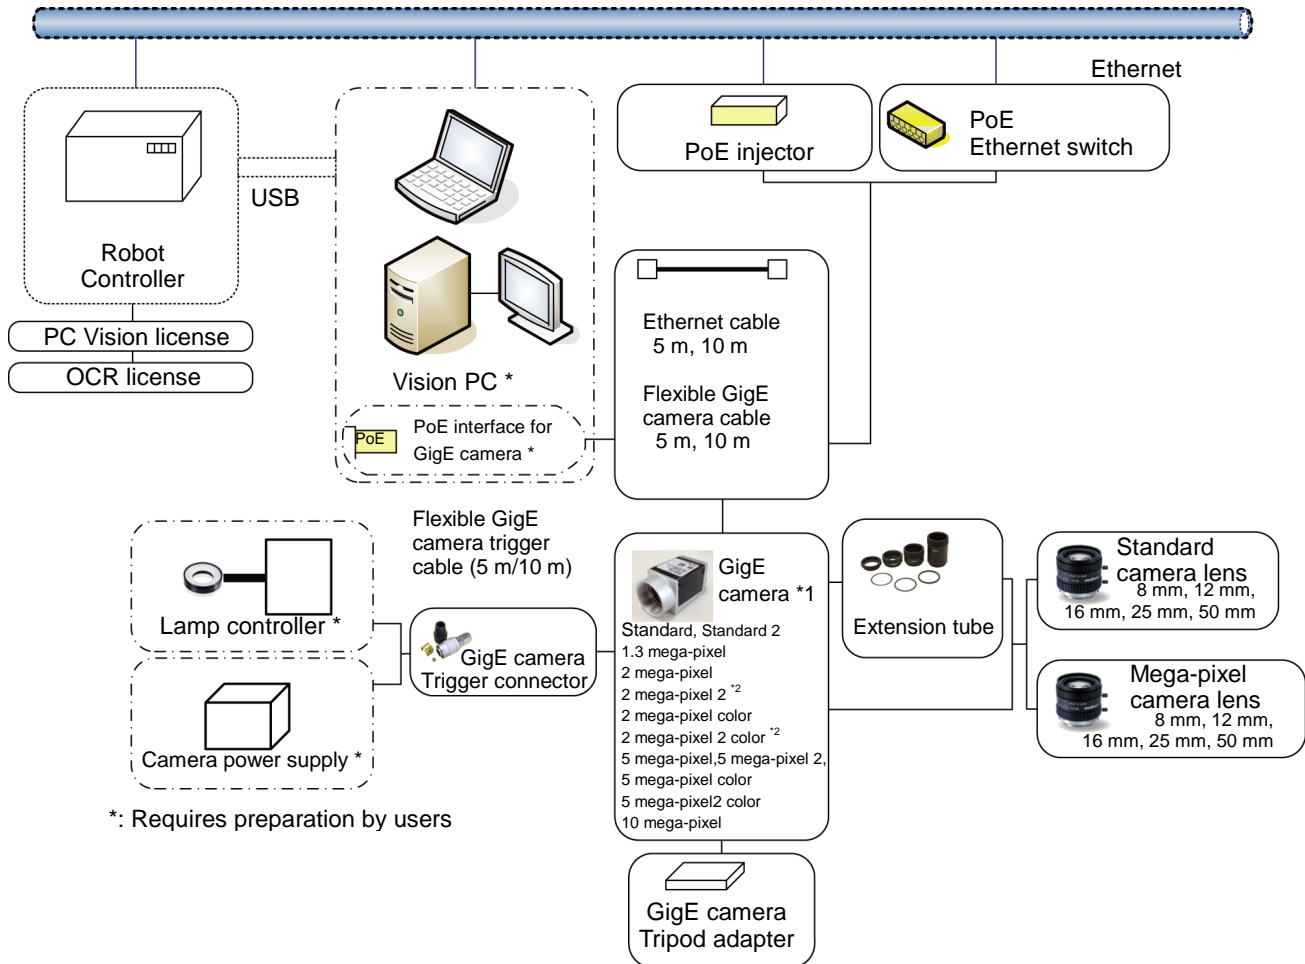 Ethernet
PoE injector
PoE
Ethernet switch
USB
Robot
Controller
PC Vision license
OCR license
Vision PC *
PoE
PoE interface for
GigE camera *
Ethernet cable
5 m, 10 m
Flexible GigE
camera cable
5 m, 10 m
Flexible GigE
camera trigger
cable (5 m/10 m)
Lamp controller *
Camera power supply *
GigE camera
Trigger connector
GigE
camera *1
Standard, Standard 2
1.3 mega-pixel
2 mega-pixel
2 mega-pixel 2 *2
2 mega-pixel color
2 mega-pixel 2 color *2
5 mega-pixel,5 mega-pixel 2,
5 mega-pixel color
5 mega-pixel2 color
10 mega-pixel
Extension tube
Standard
camera lens
8 mm, 12 mm,
16 mm, 25 mm, 50 mm
Mega-pixel
camera lens
8 mm, 12 mm,
16 mm, 25 mm, 50 mm
*: Requires preparation by users
GigE camera
Tripod adapter